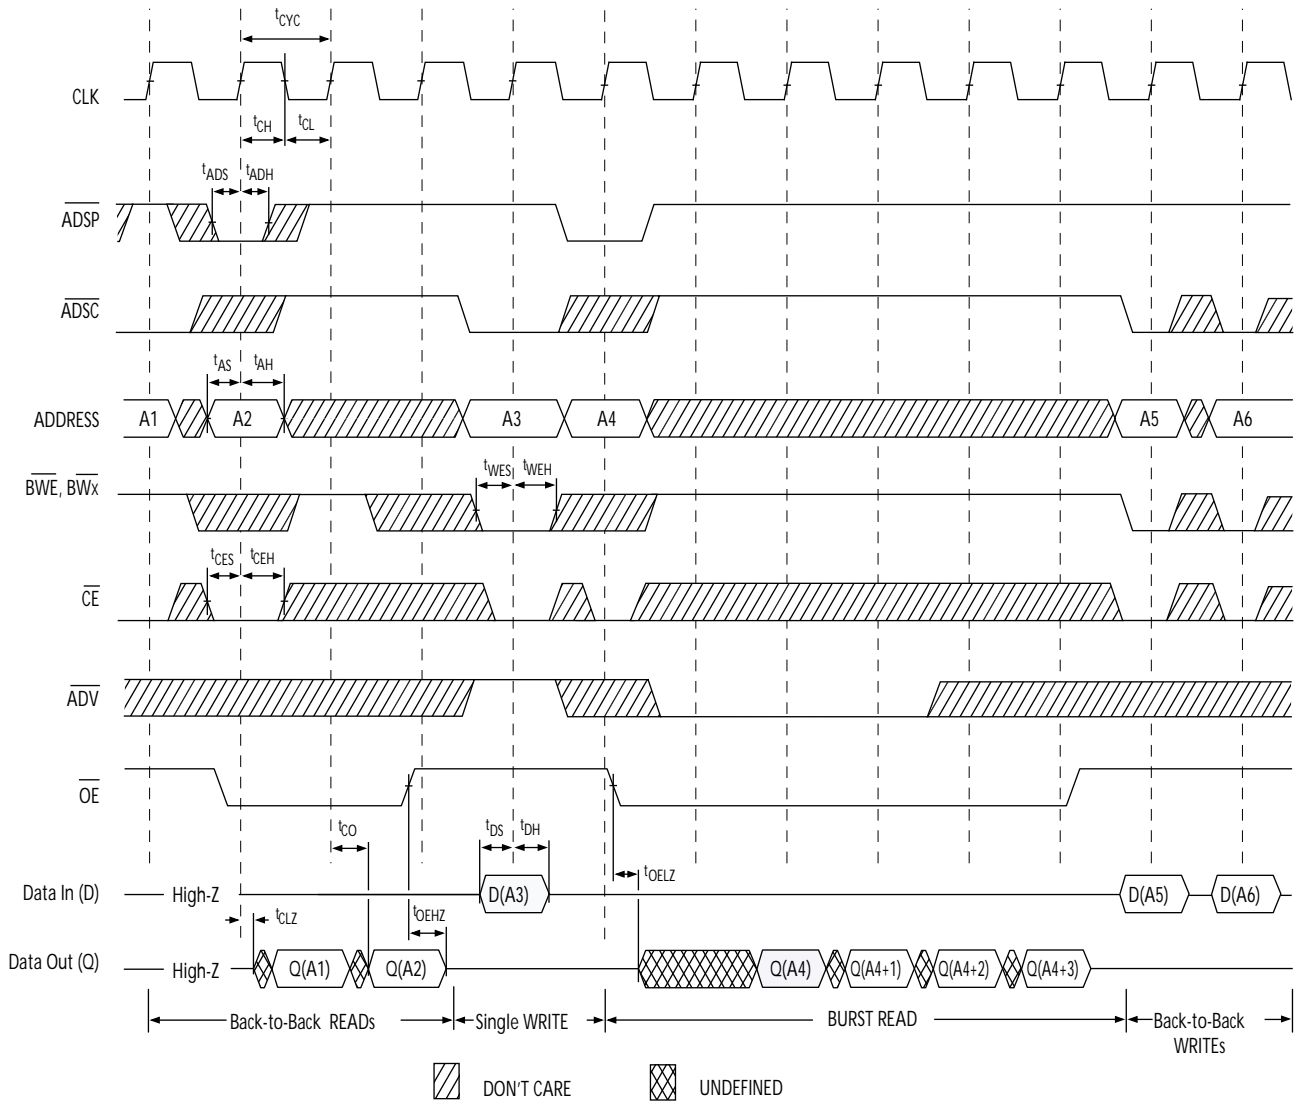 tCYC
CLK
tCH tCL
tADS tADH
ADSP
ADSC
tAS tAH
ADDRESS A1 A2 A3 A4 A5 A6
tWES tWEH
BWE, BWx
tCES tCEH
CE
ADV
OE
tCO tDS tDH
tOELZ
Data In (D) High-Z D(A3) D(A5) D(A6)
tCLZ tOEHZ
Data Out (Q) High-Z Q(A1) Q(A2) Q(A4) Q(A4+1) Q(A4+2) Q(A4+3)
Back-to-Back READs Single WRITE BURST READ Back-to-Back
WRITEs
DON'T CARE UNDEFINED